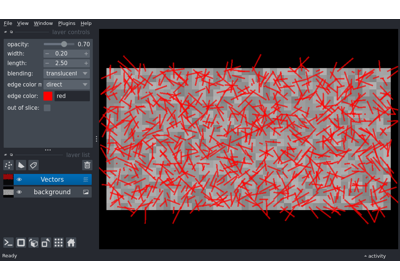 File View Window Plugins Help
layer controls
opacity: 0.70
width: 0.20
length: 2.50
blending: translucent
edge color m direct
edge color: red
out of slice:
layer list
Vectors
background
Ready
activity